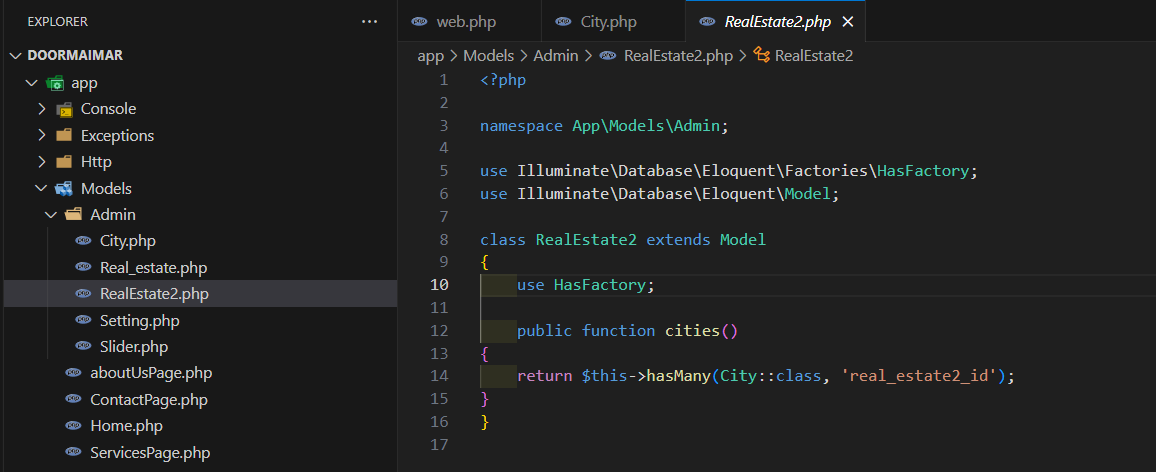 EXPLORER
DOORMAIMAR
app
Console
Exceptions
Http
Models
Admin
City.php
Real_estate.php
RealEstate2.php
Setting.php
Slider.php
aboutUsPage.php
ContactPage.php
Home.php
ServicesPage.php
web.php City.php RealEstate2.php
app > Models > Admin > RealEstate2.php > RealEstate2
1 <?php
2
3 namespace App\Models\Admin;
4
5 use Illuminate\Database\Eloquent\Factories\HasFactory;
6 use Illuminate\Database\Eloquent\Model;
7
8 class RealEstate2 extends Model
9 {
10 use HasFactory;
11
12 public function cities()
13 {
14 return $this->hasMany(City::class, 'real_estate2_id');
15 }
16 }
17